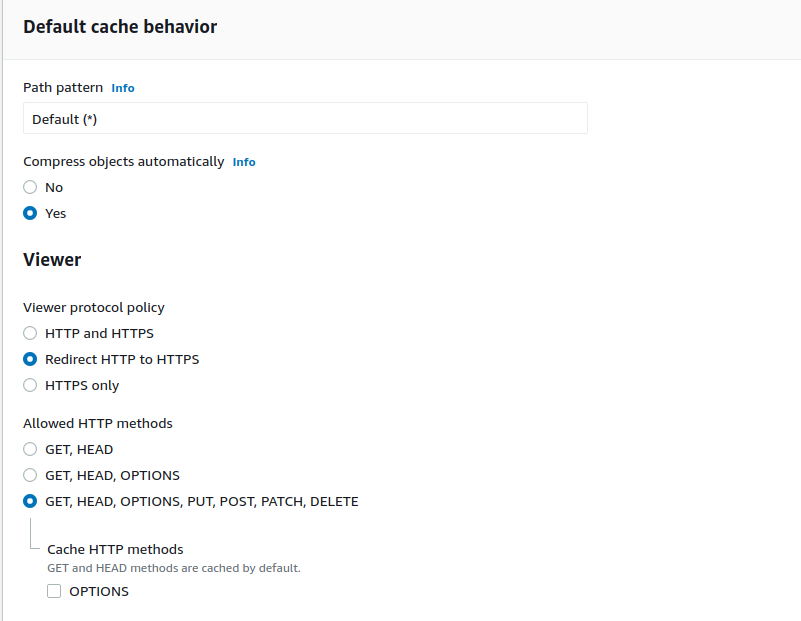 Default cache behavior
Path pattern Info
Default (*)
Compress objects automatically Info
No
Yes
Viewer
Viewer protocol policy
HTTP and HTTPS
Redirect HTTP to HTTPS
HTTPS only
Allowed HTTP methods
GET, HEAD
GET, HEAD, OPTIONS
GET, HEAD, OPTIONS, PUT, POST, PATCH, DELETE
Cache HTTP methods
GET and HEAD methods are cached by default.
OPTIONS